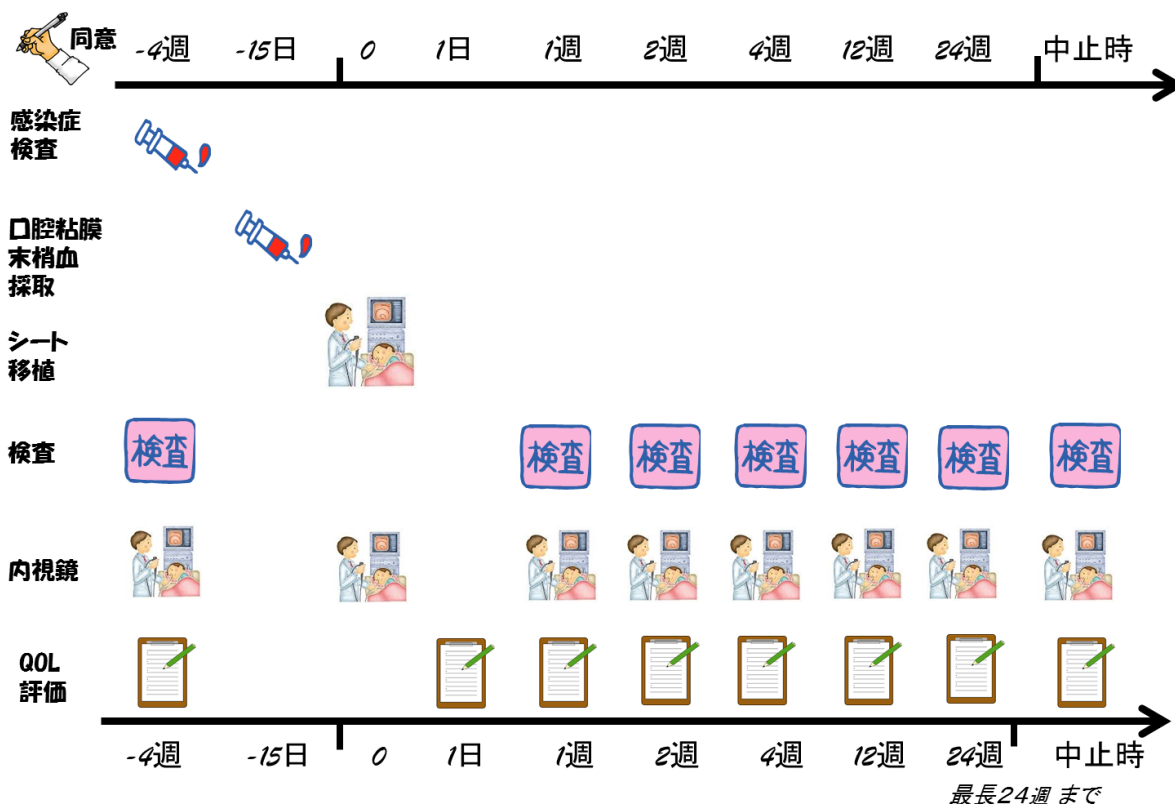 同意 -4週 -15日 0 1日 1週 2週 4週 12週 24週 中止時
感染症
検査
口腔粘膜
末梢血
採取
シート
移植
検査 検査 検査 検査 検査 検査 検査 検査
内視鏡
QOL
評価
-4週 -15日 0 1日 1週 2週 4週 12週 24週 中止時
最長24週 まで